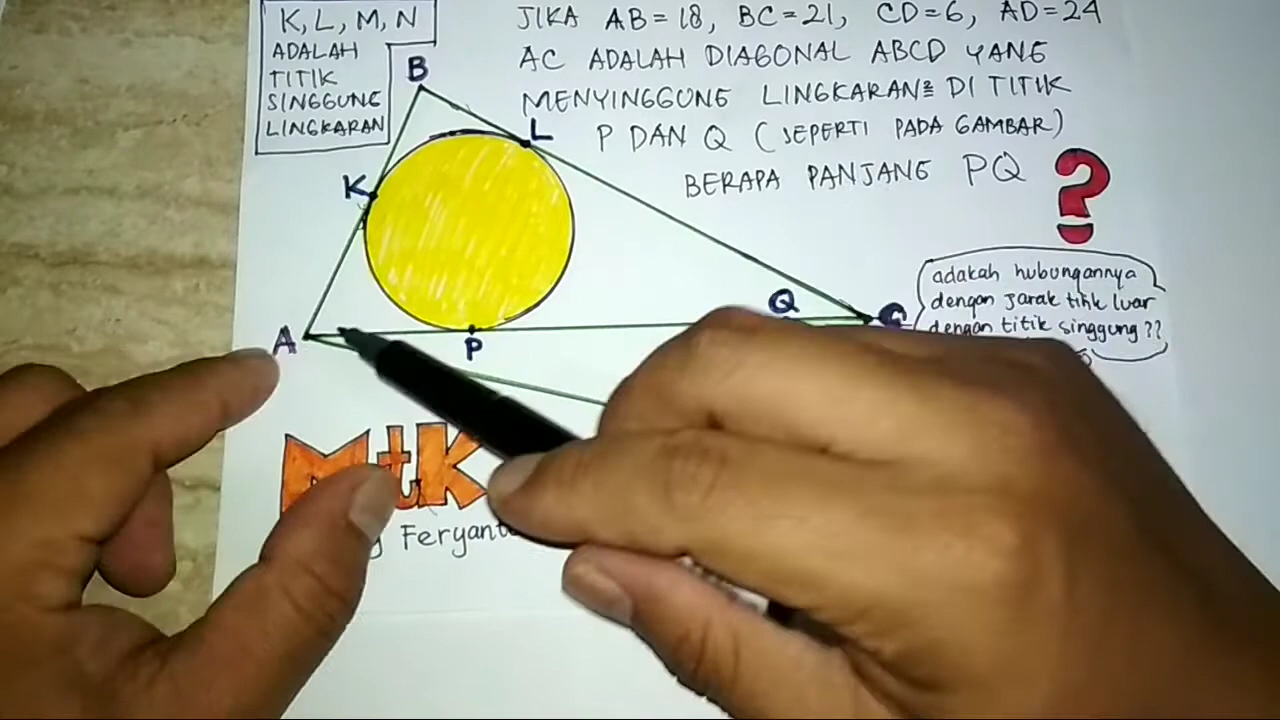 K, L, M, N
ADALAH
TITIK
SINGGUNG
LINGKARAN
JIKA AB=18, BC=21, CD=6, AD=24
AC ADALAH DIAGONAL ABCD YANG
MENYINGGUNG LINGKARAN2 DI TITIK
P DAN Q (SEPERTI PADA GAMBAR)
BERAPA PANJANG PQ ?
B
L
K
A
P
Q
C
adakah hubungannya
dengan jarak titik luar
dengan titik singgung ??
MtK